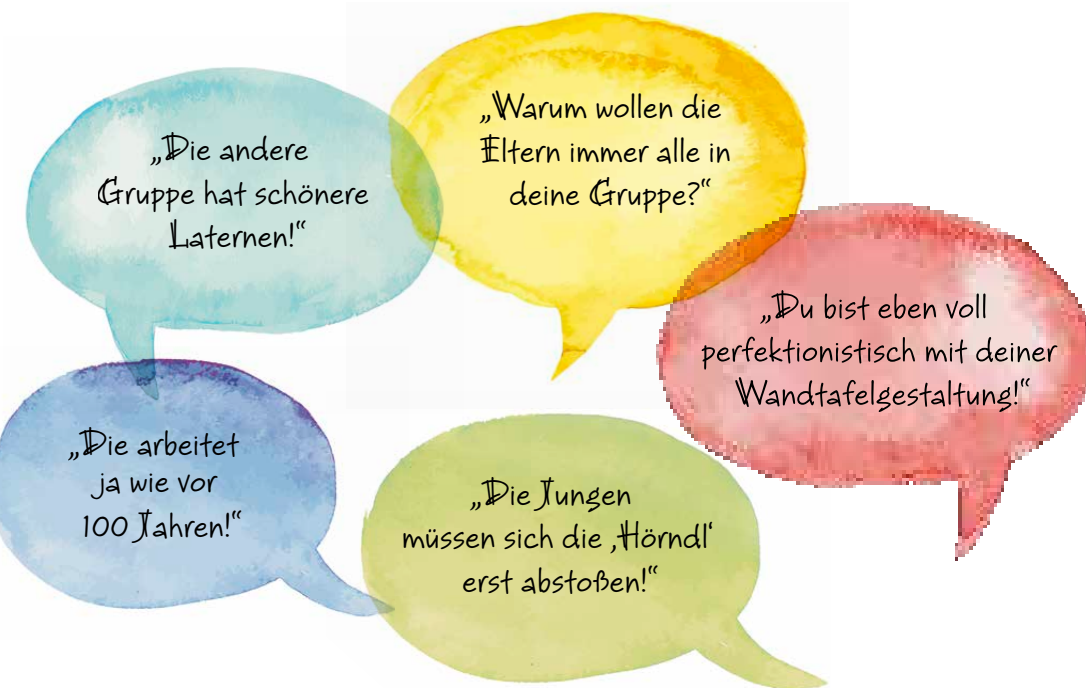 „Die andere
Gruppe hat schönere
Laternen!“
„Warum wollen die
Eltern immer alle in
deine Gruppe?“
„Du bist eben voll
perfektionistisch mit deiner
Wandtafelgestaltung!“
„Die arbeitet
ja wie vor
100 Jahren!“
„Die Jungen
müssen sich die ‚Hörndl‘
erst abstoßen!“